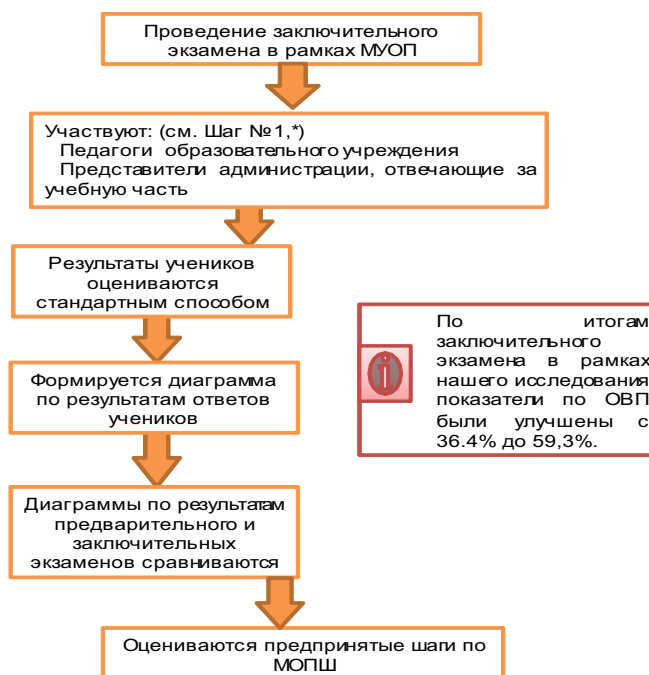 Проведение заключительного
экзамена в рамках МУОП
Участвуют: (см. Шаг №1,*)
Педагоги образовательного учреждения
Представители администрации, отвечающие за
учебную часть
Результаты учеников
оцениваются
стандартным способом
По итогам
заключительного
экзамена в рамках
нашего исследования
показатели по ОВП
были улучшены с
36.4% до 59,3%.
Формируется диаграмма
по результатам ответов
учеников
Диаграммы по результатам
предварительного и
заключительных
экзаменов сравниваются
Оцениваются предпринятые шаги по
МОПШ